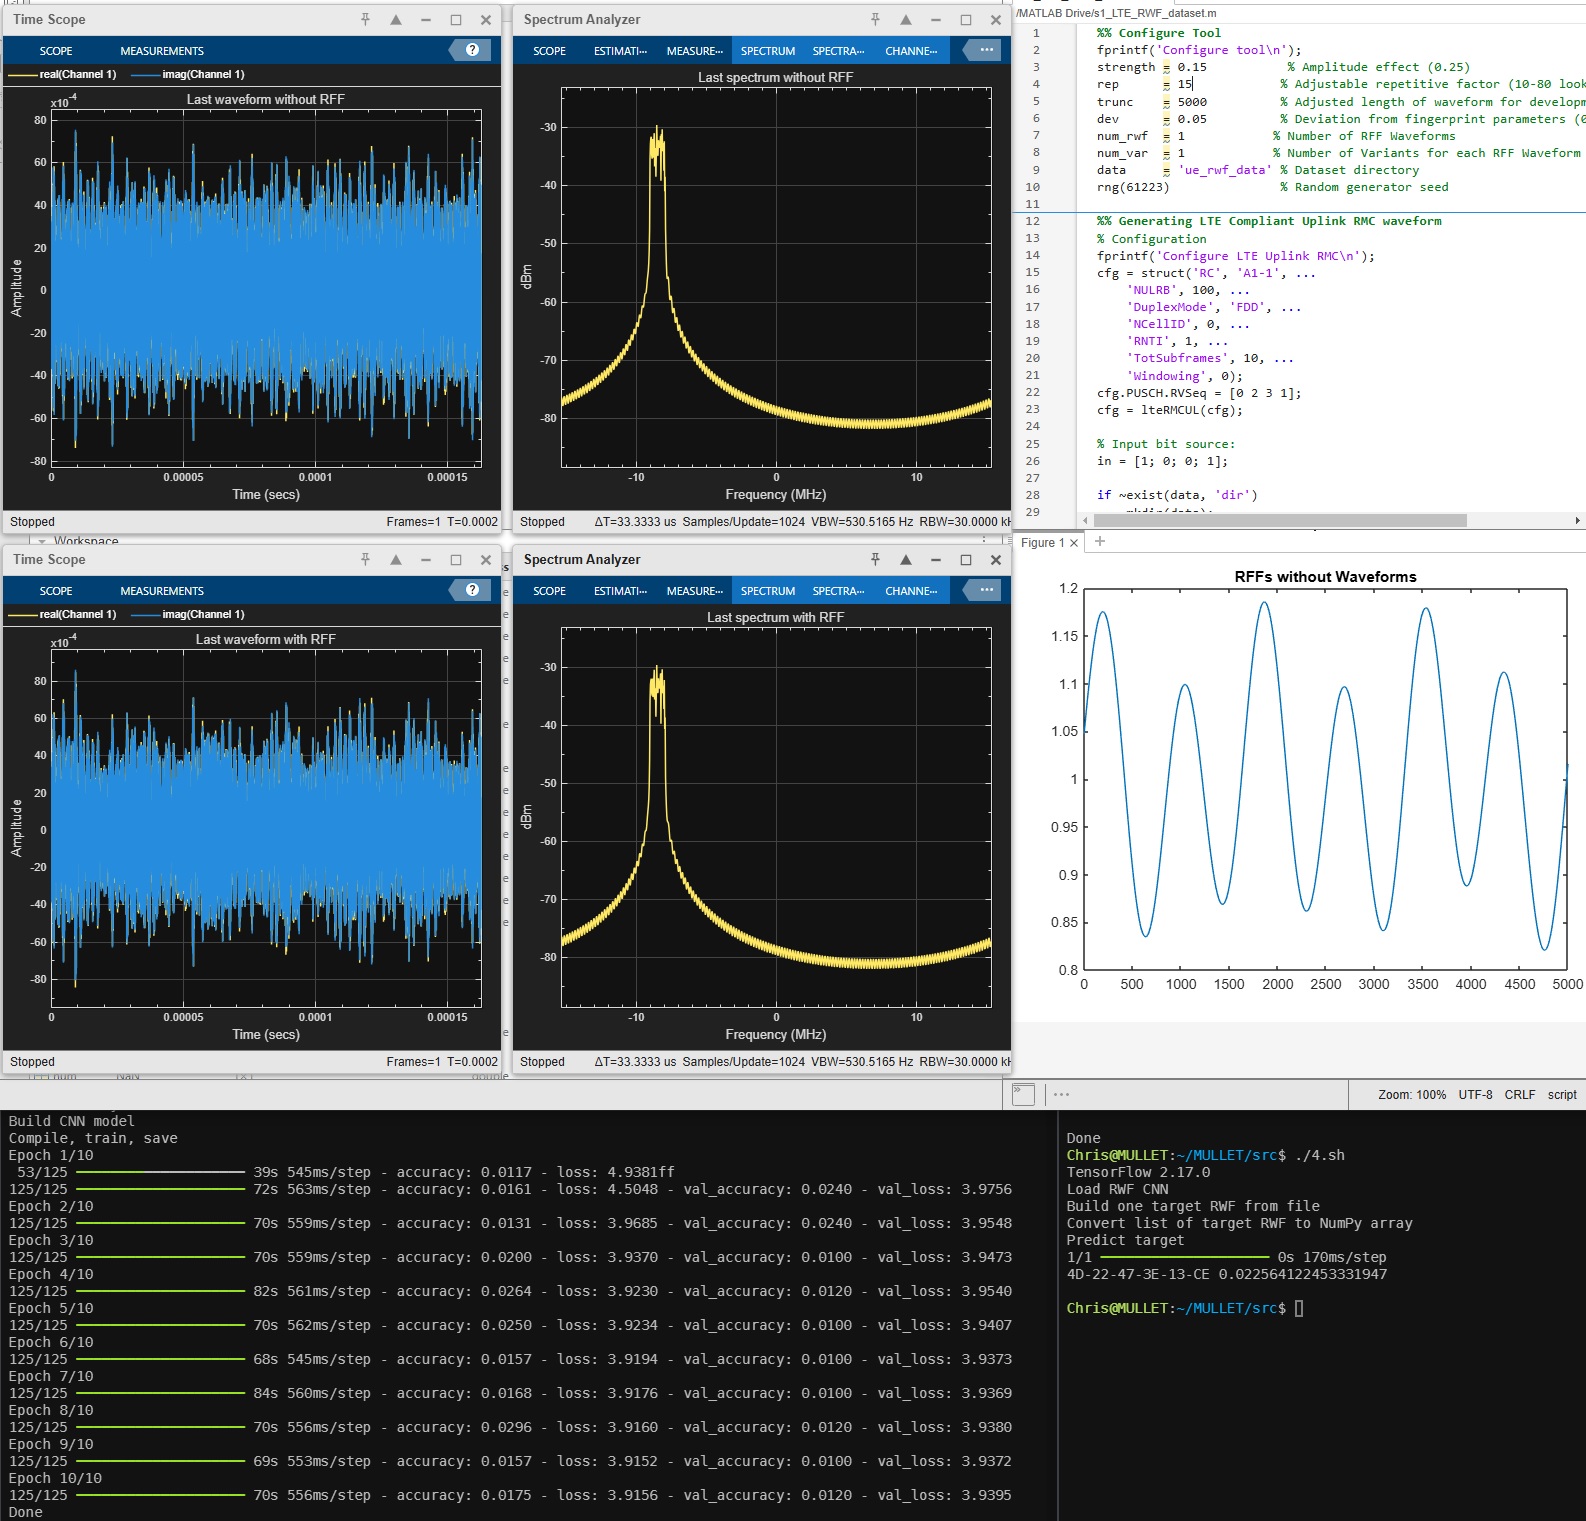 Time Scope
SCOPE MEASUREMENTS ?
real(Channel 1) imag(Channel 1)
Last waveform without RFF
x10-4
80
60
40
20
0
-20
-40
-60
-80
Amplitude
0 0.00005 0.0001 0.00015
Time (secs)
Stopped Frames=1 T=0.0002
Spectrum Analyzer
SCOPE ESTIMATI··· MEASURE··· SPECTRUM SPECTRA··· CHANNE··· ···
Last spectrum without RFF
-30
-40
-50
-60
-70
-80
dBm
-10 0 10
Frequency (MHz)
Stopped ΔT=33.3333 us Samples/Update=1024 VBW=530.5165 Hz RBW=30.0000 kH
/MATLAB Drive/s1_LTE_RWF_dataset.m
1 %% Configure Tool
2 fprintf('Configure tool\n');
3 strength = 0.15 % Amplitude effect (0.25)
4 rep = 15 % Adjustable repetitive factor (10-80 look
5 trunc = 5000 % Adjusted length of waveform for developm
6 dev = 0.05 % Deviation from fingerprint parameters (0
7 num_rwf = 1 % Number of RFF Waveforms
8 num_var = 1 % Number of Variants for each RFF Waveform
9 data = 'ue_rwf_data' % Dataset directory
10 rng(61223) % Random generator seed
11
12 %% Generating LTE Compliant Uplink RMC waveform
13 % Configuration
14 fprintf('Configure LTE Uplink RMC\n');
15 cfg = struct('RC', 'A1-1', ...
16 'NULRB', 100, ...
17 'DuplexMode', 'FDD', ...
18 'NCellID', 0, ...
19 'RNTI', 1, ...
20 'TotSubframes', 10, ...
21 'Windowing', 0);
22 cfg.PUSCH.RVSeq = [0 2 3 1];
23 cfg = lteRMCUL(cfg);
24
25 % Input bit source:
26 in = [1; 0; 0; 1];
27
28 if ~exist(data, 'dir')
29
Workspace
Time Scope
SCOPE MEASUREMENTS ?
real(Channel 1) imag(Channel 1)
Last waveform with RFF
x10-4
80
60
40
20
0
-20
-40
-60
-80
Amplitude
0 0.00005 0.0001 0.00015
Time (secs)
Stopped Frames=1 T=0.0002
Spectrum Analyzer
SCOPE ESTIMATI··· MEASURE··· SPECTRUM SPECTRA··· CHANNE··· ···
Last spectrum with RFF
-30
-40
-50
-60
-70
-80
dBm
-10 0 10
Frequency (MHz)
Stopped ΔT=33.3333 us Samples/Update=1024 VBW=530.5165 Hz RBW=30.0000 kH
Figure 1 × +
RFFs without Waveforms
1.2
1.15
1.1
1.05
1
0.95
0.9
0.85
0.8
0 500 1000 1500 2000 2500 3000 3500 4000 4500 5000
Zoom: 100% UTF-8 CRLF script
Build CNN model
Compile, train, save
Epoch 1/10
53/125 39s 545ms/step - accuracy: 0.0117 - loss: 4.9381ff
125/125 72s 563ms/step - accuracy: 0.0161 - loss: 4.5048 - val_accuracy: 0.0240 - val_loss: 3.9756
Epoch 2/10
125/125 70s 559ms/step - accuracy: 0.0131 - loss: 3.9685 - val_accuracy: 0.0240 - val_loss: 3.9548
Epoch 3/10
125/125 70s 559ms/step - accuracy: 0.0200 - loss: 3.9370 - val_accuracy: 0.0100 - val_loss: 3.9473
Epoch 4/10
125/125 82s 561ms/step - accuracy: 0.0264 - loss: 3.9230 - val_accuracy: 0.0120 - val_loss: 3.9540
Epoch 5/10
125/125 70s 562ms/step - accuracy: 0.0250 - loss: 3.9234 - val_accuracy: 0.0100 - val_loss: 3.9407
Epoch 6/10
125/125 68s 545ms/step - accuracy: 0.0157 - loss: 3.9194 - val_accuracy: 0.0100 - val_loss: 3.9373
Epoch 7/10
125/125 84s 560ms/step - accuracy: 0.0168 - loss: 3.9176 - val_accuracy: 0.0100 - val_loss: 3.9369
Epoch 8/10
125/125 70s 556ms/step - accuracy: 0.0296 - loss: 3.9160 - val_accuracy: 0.0120 - val_loss: 3.9380
Epoch 9/10
125/125 69s 553ms/step - accuracy: 0.0157 - loss: 3.9152 - val_accuracy: 0.0100 - val_loss: 3.9372
Epoch 10/10
125/125 70s 556ms/step - accuracy: 0.0175 - loss: 3.9156 - val_accuracy: 0.0120 - val_loss: 3.9395
Done
Done
Chris@MULLET:~/MULLET/src$ ./4.sh
TensorFlow 2.17.0
Load RWF CNN
Build one target RWF from file
Convert list of target RWF to NumPy array
Predict target
1/1 0s 170ms/step
4D-22-47-3E-13-CE 0.022564122453331947
Chris@MULLET:~/MULLET/src$